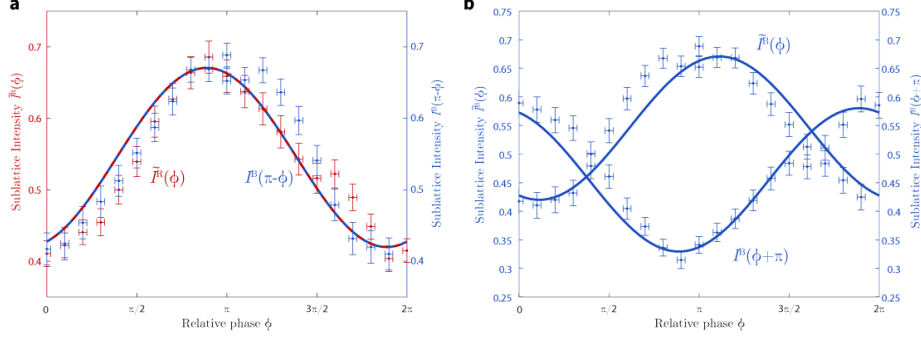 a
0.7
0.6
0.5
0.4
Sublattice Intensity Ĩᴿ(ϕ)
Ĩᴿ(ϕ)
Iᴮ(π-ϕ)
0.7
0.6
0.5
0.4
Sublattice Intensity Iᴮ(π-ϕ)
0
π/2
π
3π/2
2π
Relative phase ϕ
b
0.75
0.7
0.65
0.6
0.55
0.5
0.45
0.4
0.35
0.3
0.25
Sublattice Intensity Ĩᴮ(ϕ)
Ĩᴮ(ϕ)
Iᴮ(ϕ+π)
0.75
0.7
0.65
0.6
0.55
0.5
0.45
0.4
0.35
0.3
0.25
Sublattice Intensity Iᴮ(ϕ+π)
0
π/2
π
3π/2
2π
Relative phase ϕ